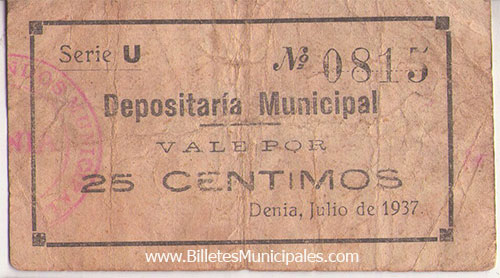 Serie U
Nº 0815
Depositaría Municipal
VALE POR
25 CENTIMOS
Denia, Julio de 1937
www.BilletesMunicipales.com